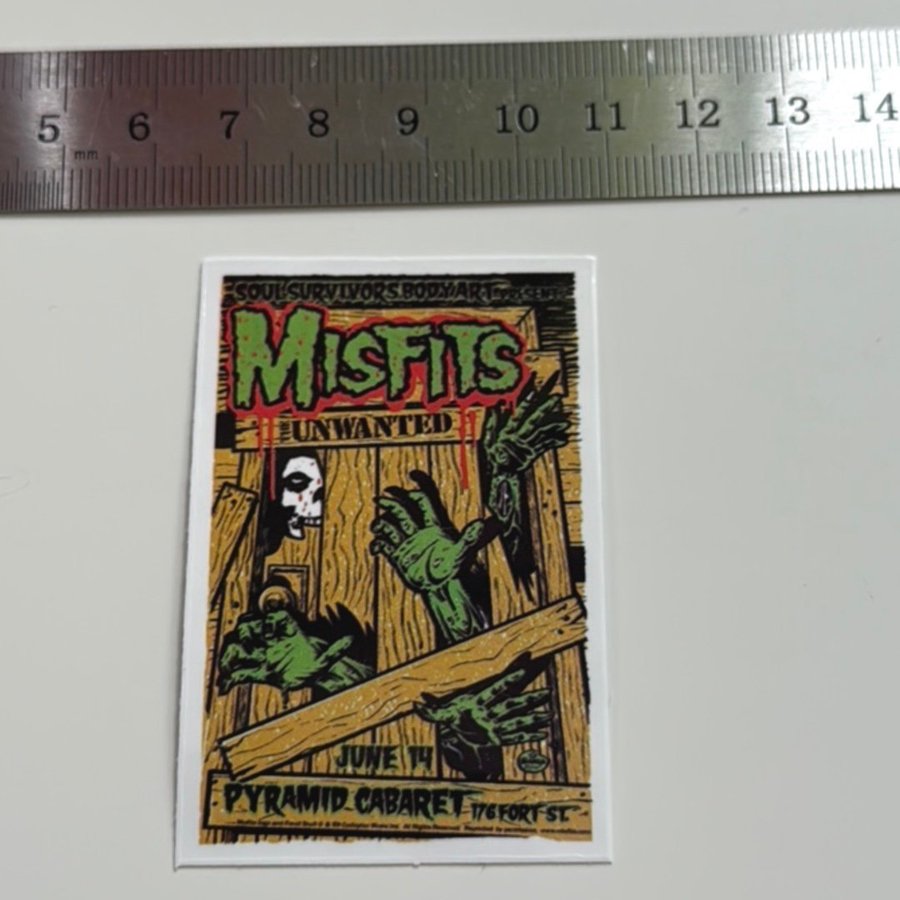 5 6 7 8 9 10 11 12 13 14
mm
SOUL SURVIVORS BODY ART PRESENTS
MISFITS
THE UNWANTED
JUNE 14
PYRAMID CABARET 176 FORT ST.